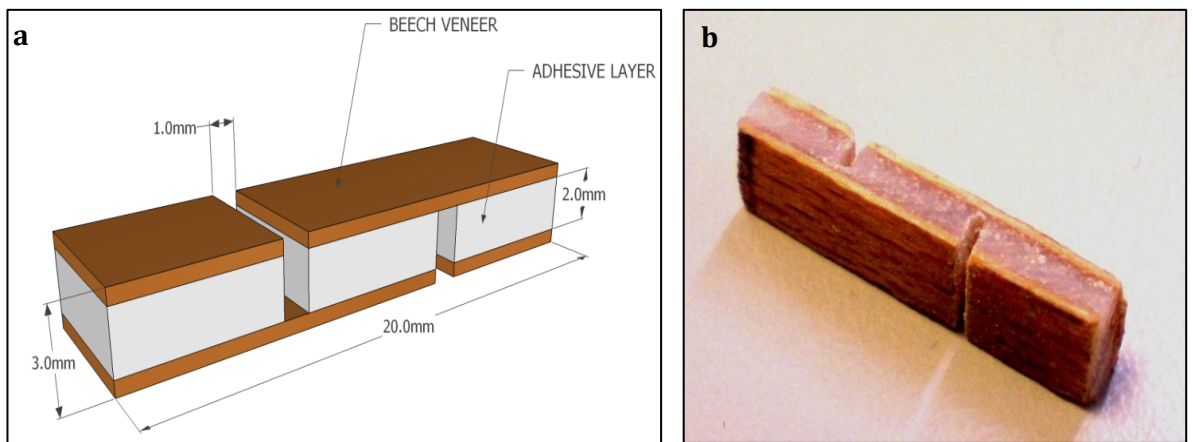 a
BEECH VENEER
ADHESIVE LAYER
1.0mm
2.0mm
20.0mm
3.0mm
b